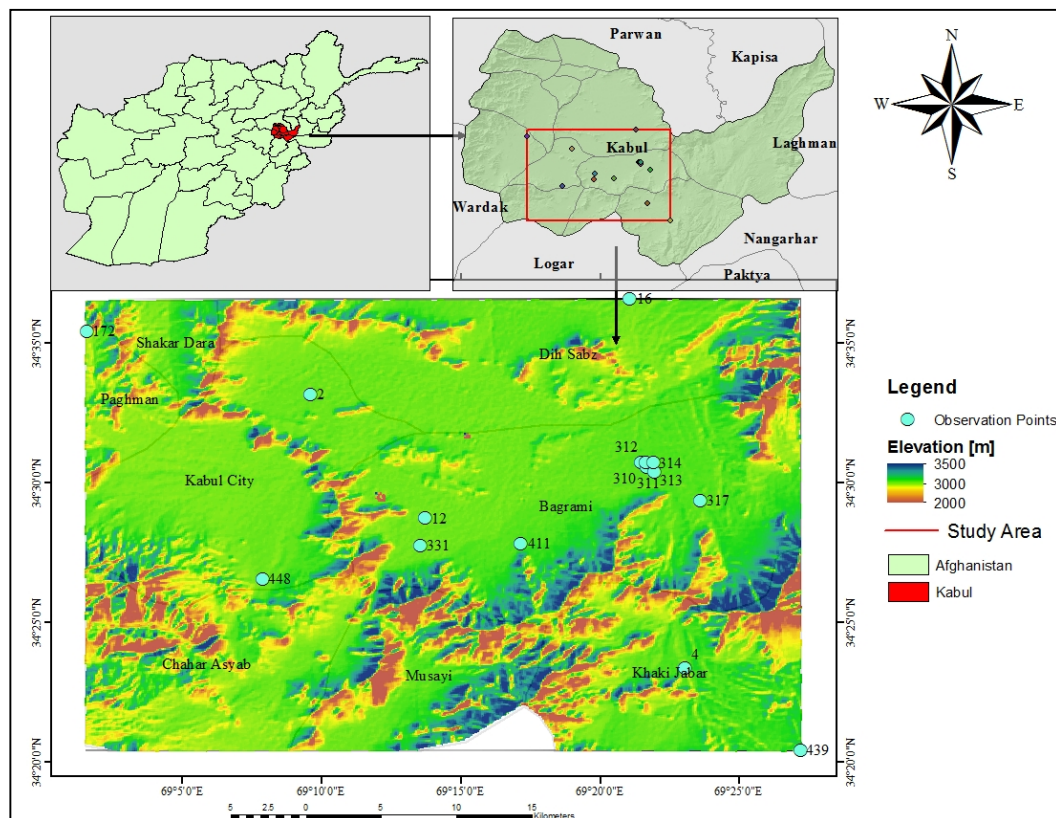 Parwan
Kapisa
Kabul
Laghman
Wardak
Nangarhar
Logar
Paktya
N
W
E
S
16
172
Shakar Dara
Dih Sabz
Paghman
2
312
314
310
311
313
Kabul City
317
Bagrami
12
331
411
448
4
Chahar Asyab
Musayi
Khaki Jabar
439
34°35'0"N
34°30'0"N
34°25'0"N
34°20'0"N
34°35'0"N
34°30'0"N
34°25'0"N
34°20'0"N
69°5'0"E
69°10'0"E
69°15'0"E
69°20'0"E
69°25'0"E
5 2.5 0 5 10 15
Kilometers
Legend
Observation Points
Elevation [m]
3500
3000
2000
Study Area
Afghanistan
Kabul